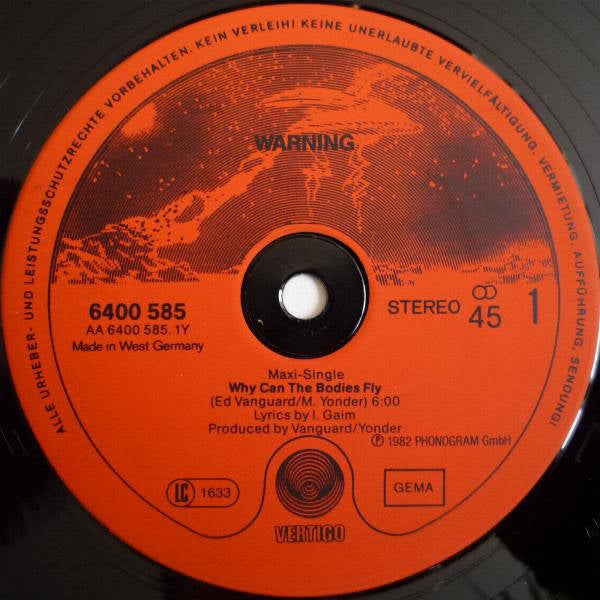 ALLE URHEBER- UND LEISTUNGSSCHUTZRECHTE VORBEHALTEN. KEIN VERLEIH! KEINE UNERLAUBTE VERVIELFÄLTIGUNG, VERMIETUNG, AUFFÜHRUNG, SENDUNG!
WARNING
6400 585
AA 6400 585.1Y
Made in West Germany
STEREO 45 1
Maxi-Single
Why Can The Bodies Fly
(Ed Vanguard/M. Yonder) 6:00
Lyrics by I. Gaim
Produced by Vanguard/Yonder
Ⓟ 1982 PHONOGRAM GmbH
LC 1633
GEMA
VERTIGO